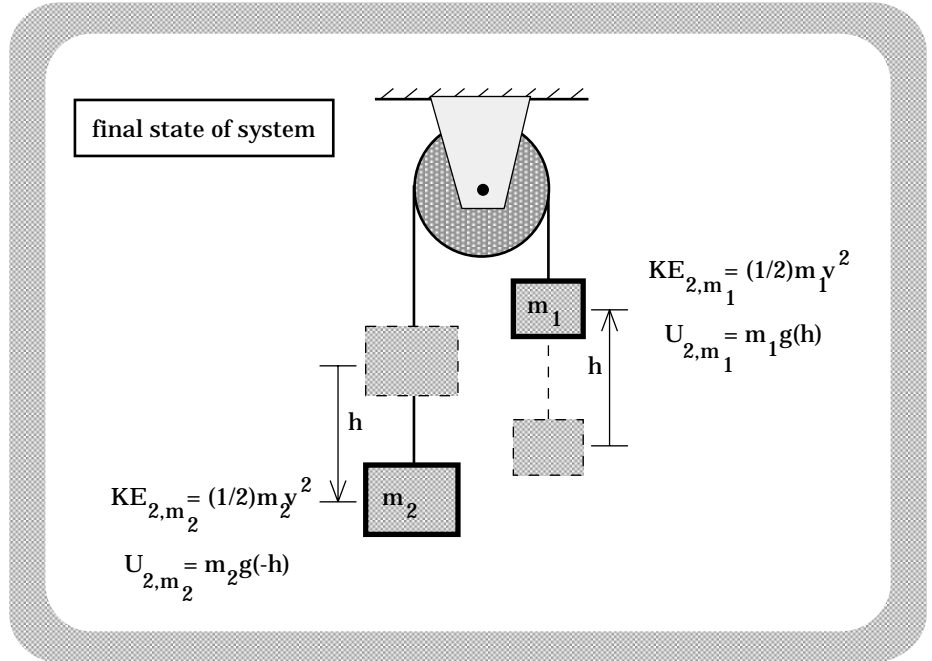 final state of system
KE₂,m₁ = (1/2)m₁v²
m₁
U₂,m₁ = m₁g(h)
h
h
KE₂,m₂ = (1/2)m₂v²
m₂
U₂,m₂ = m₂g(-h)